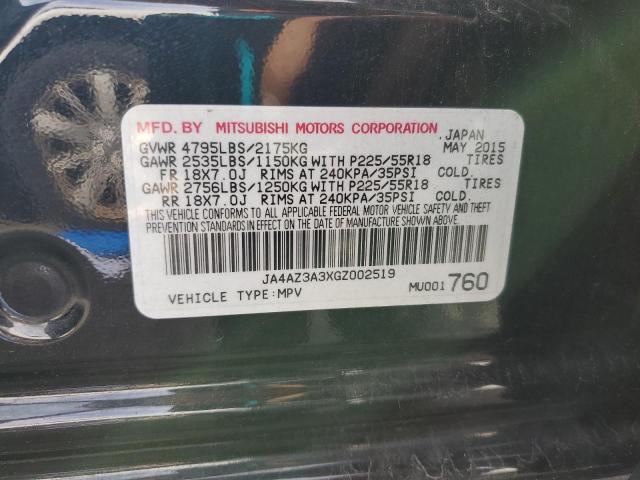 MFD. BY MITSUBISHI MOTORS CORPORATION, JAPAN
GVWR 4795LBS/2175KG MAY 2015
GAWR 2535LBS/1150KG WITH P225/55R18 TIRES
FR 18X7.0J RIMS AT 240KPA/35PSI COLD.
GAWR 2756LBS/1250KG WITH P225/55R18 TIRES
RR 18X7.0J RIMS AT 240KPA/35PSI COLD.
THIS VEHICLE CONFORMS TO ALL APPLICABLE FEDERAL MOTOR VEHICLE SAFETY AND THEFT
PREVENTION STANDARDS IN EFFECT ON THE DATE OF MANUFACTURE SHOWN ABOVE.
JA4AZ3A3XGZ002519
VEHICLE TYPE:MPV MU001 760